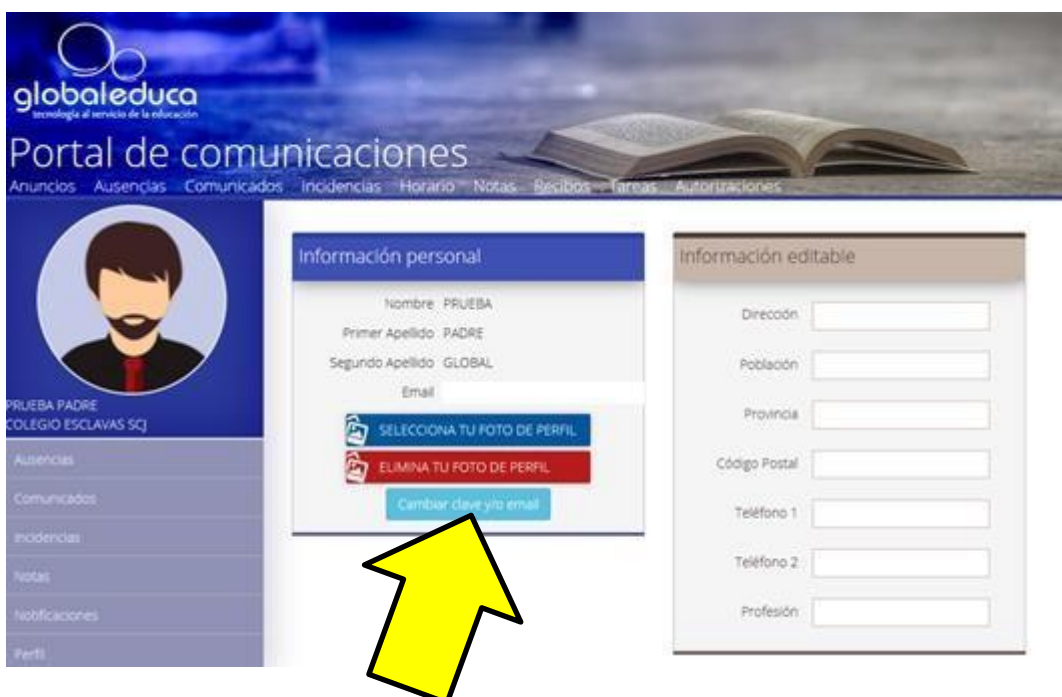 globaleduca
tecnología al servicio de la educación
Portal de comunicaciones
Anuncios Ausencias Comunicados Incidencias Horario Notas Recibos Tareas Autorizaciones
PRUEBA PADRE
COLEGIO ESCLAVAS SCJ
Ausencias
Comunicados
Incidencias
Notas
Notificaciones
Perfil
Información personal
Nombre PRUEBA
Primer Apellido PADRE
Segundo Apellido GLOBAL
Email
SELECCIONA TU FOTO DE PERFIL
ELIMINA TU FOTO DE PERFIL
Cambiar clave y/o email
Información editable
Dirección
Población
Provincia
Código Postal
Teléfono 1
Teléfono 2
Profesión